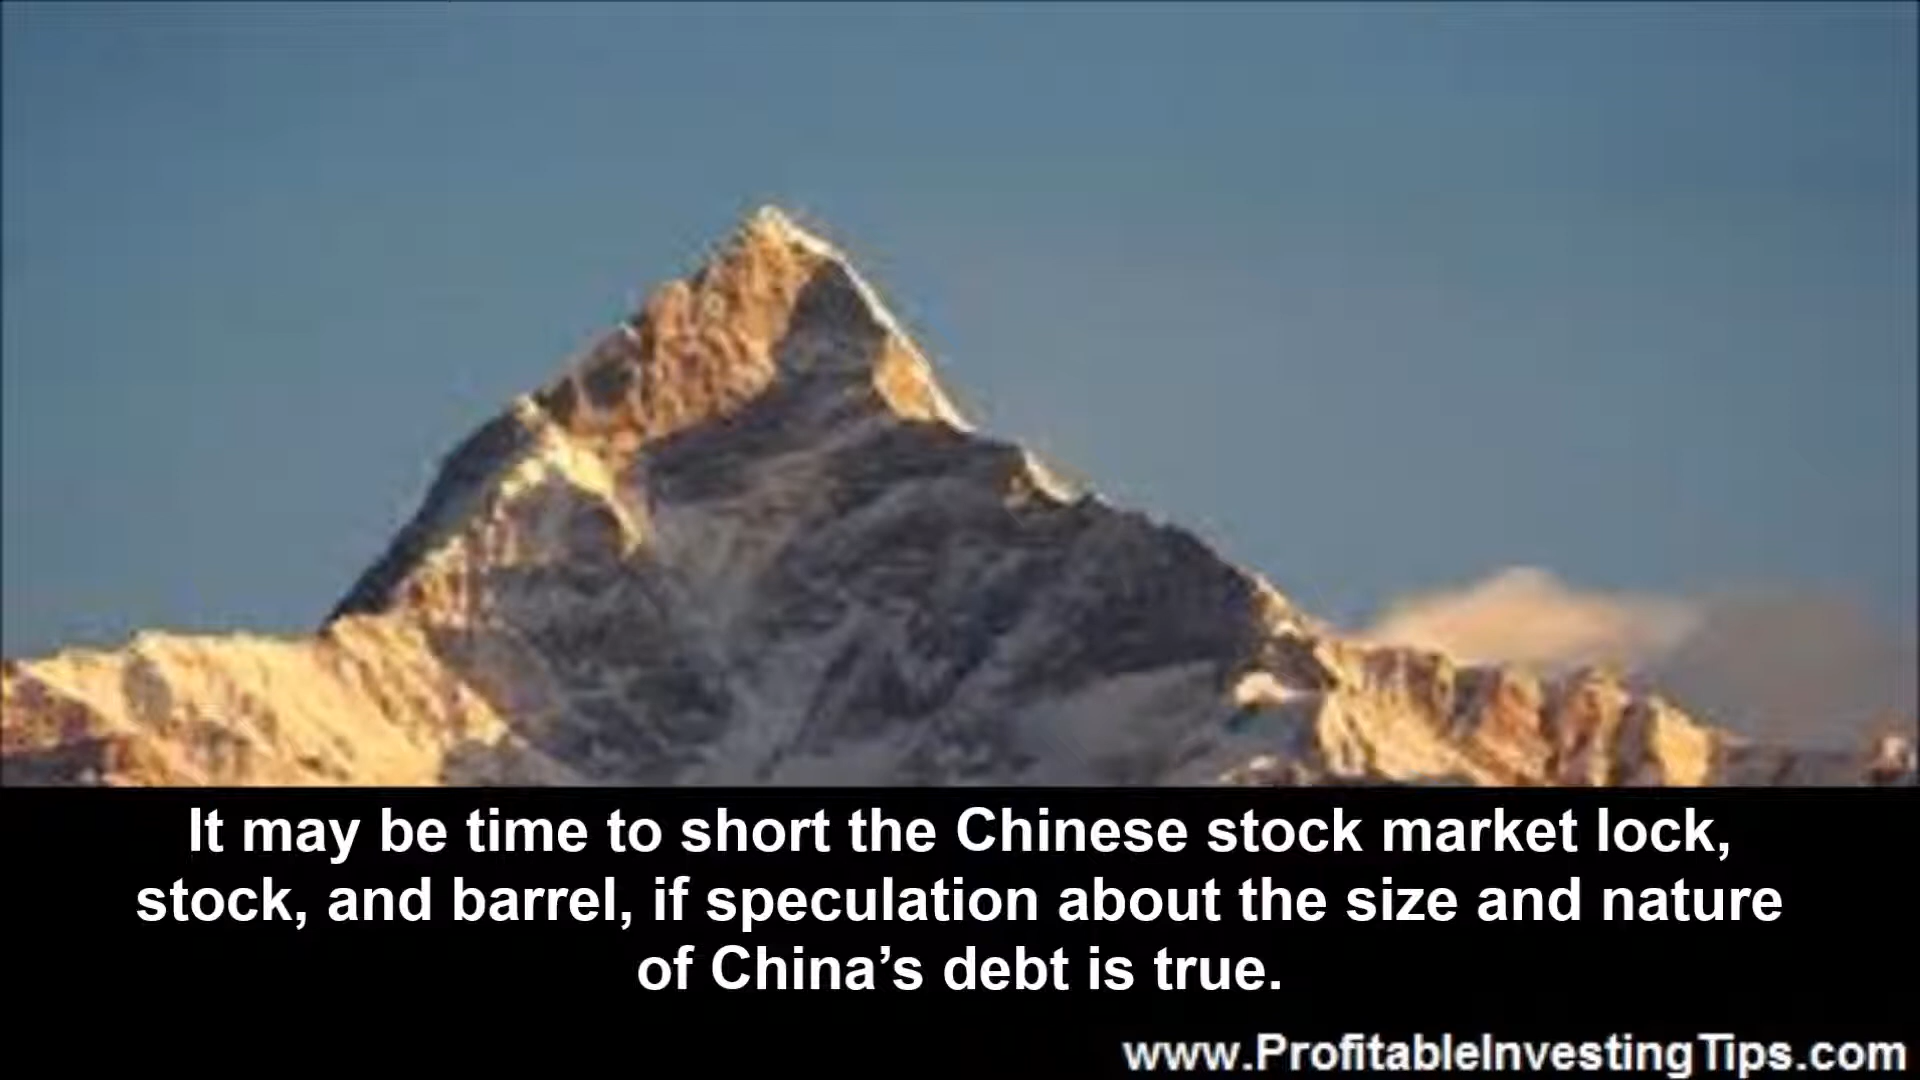 It may be time to short the Chinese stock market lock,
stock, and barrel, if speculation about the size and nature
of China’s debt is true.
www.ProfitableInvestingTips.com